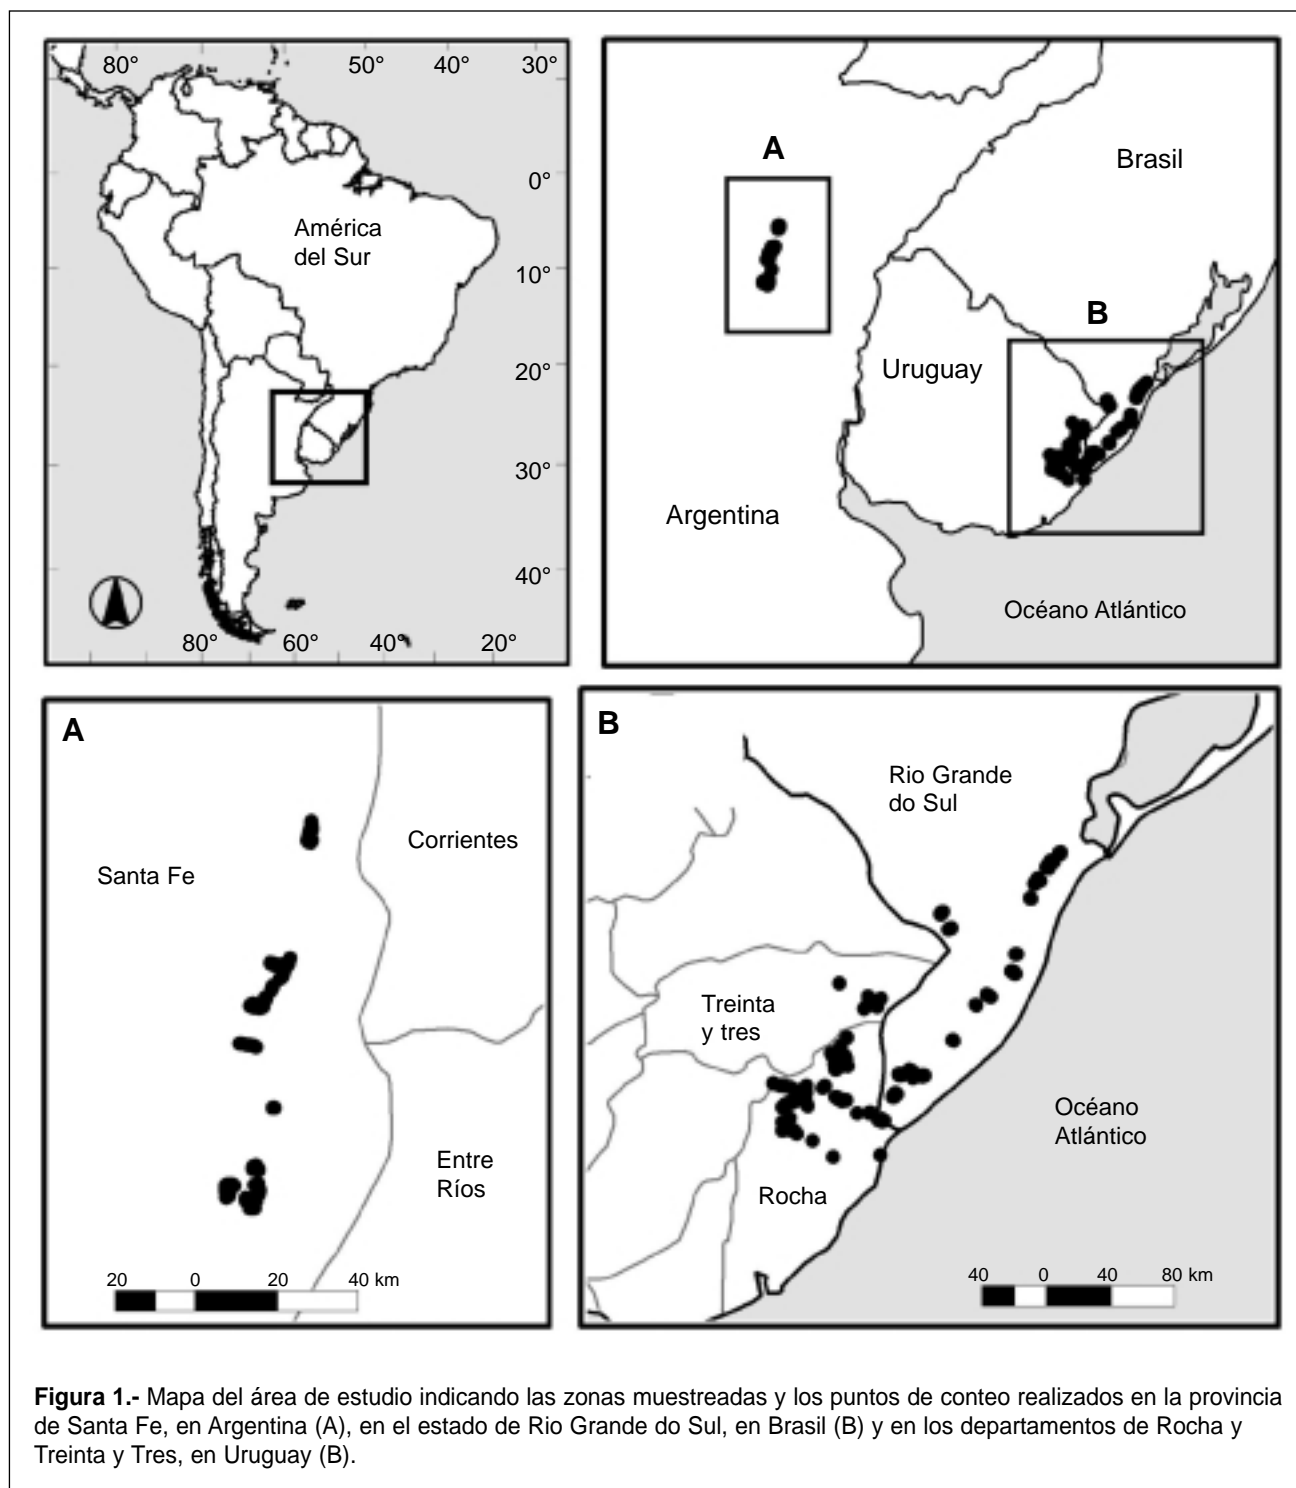 80° 50° 40° 30°
0°
América
del Sur
10°
20°
30°
40°
80° 60° 40° 20°
A
Brasil
B
Uruguay
Argentina
Océano Atlántico
A
Corrientes
Santa Fe
Entre
Ríos
20 0 20 40 km
B
Rio Grande
do Sul
Treinta
y tres
Océano
Atlántico
Rocha
40 0 40 80 km
Figura 1.- Mapa del área de estudio indicando las zonas muestreadas y los puntos de conteo realizados en la provincia
de Santa Fe, en Argentina (A), en el estado de Rio Grande do Sul, en Brasil (B) y en los departamentos de Rocha y
Treinta y Tres, en Uruguay (B).